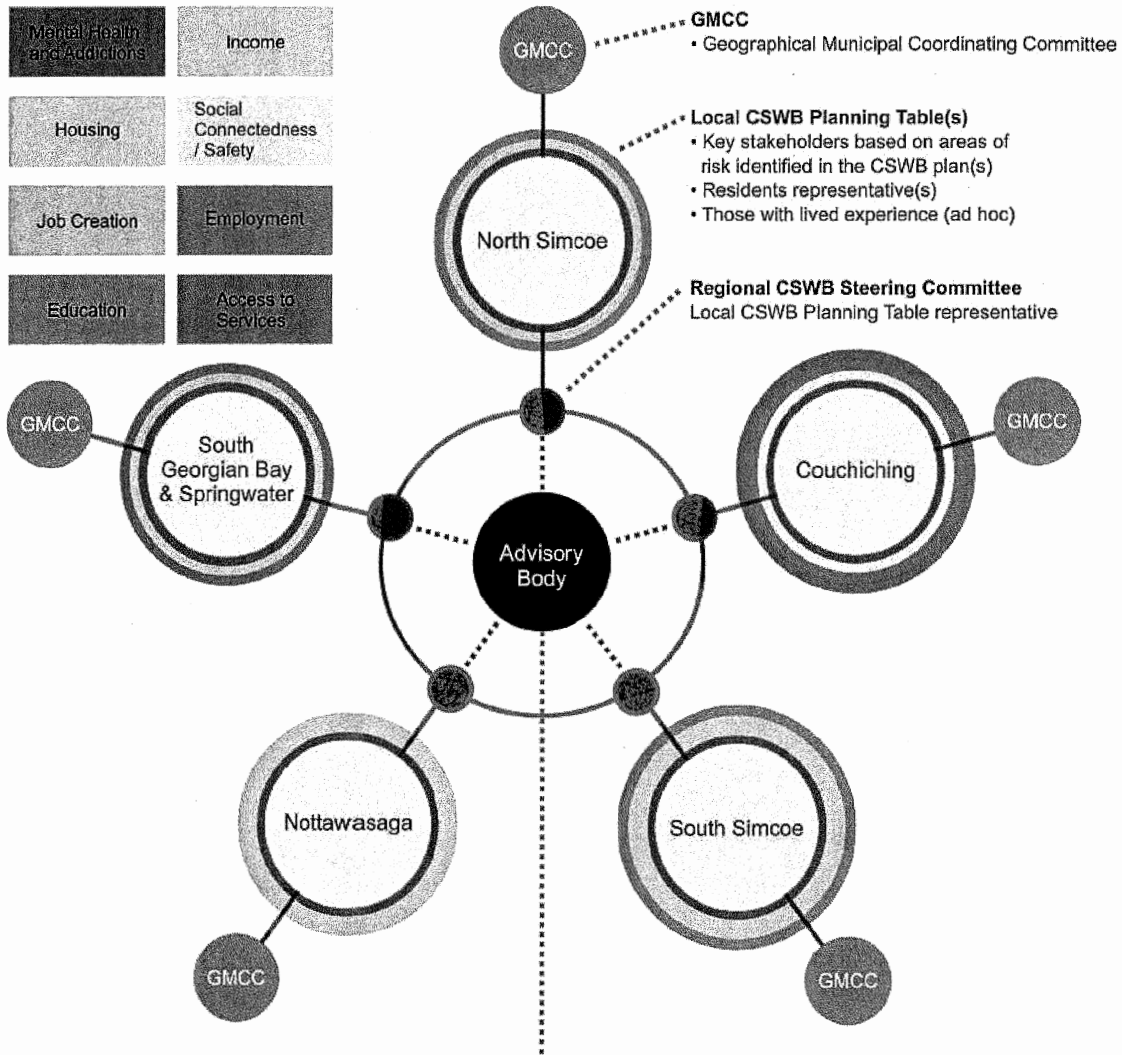 Mental Health
and Addictions
Income
Housing
Social
Connectedness
/ Safety
Job Creation
Employment
Education
Access to
Services
GMCC
GMCC
• Geographical Municipal Coordinating Committee
Local CSWB Planning Table(s)
• Key stakeholders based on areas of
risk identified in the CSWB plan(s)
• Residents representative(s)
• Those with lived experience (ad hoc)
North Simcoe
Regional CSWB Steering Committee
Local CSWB Planning Table representative
GMCC
South
Georgian Bay
& Springwater
Couchiching
GMCC
Advisory
Body
Nottawasaga
South Simcoe
GMCC
GMCC